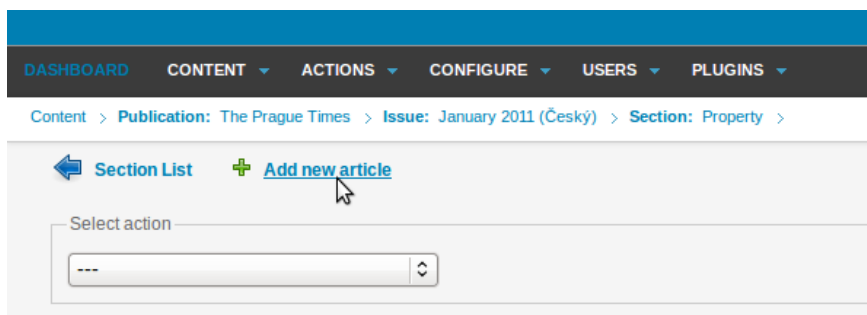 DASHBOARD CONTENT ACTIONS CONFIGURE USERS PLUGINS
Content > Publication: The Prague Times > Issue: January 2011 (Český) > Section: Property >
Section List Add new article
Select action
---